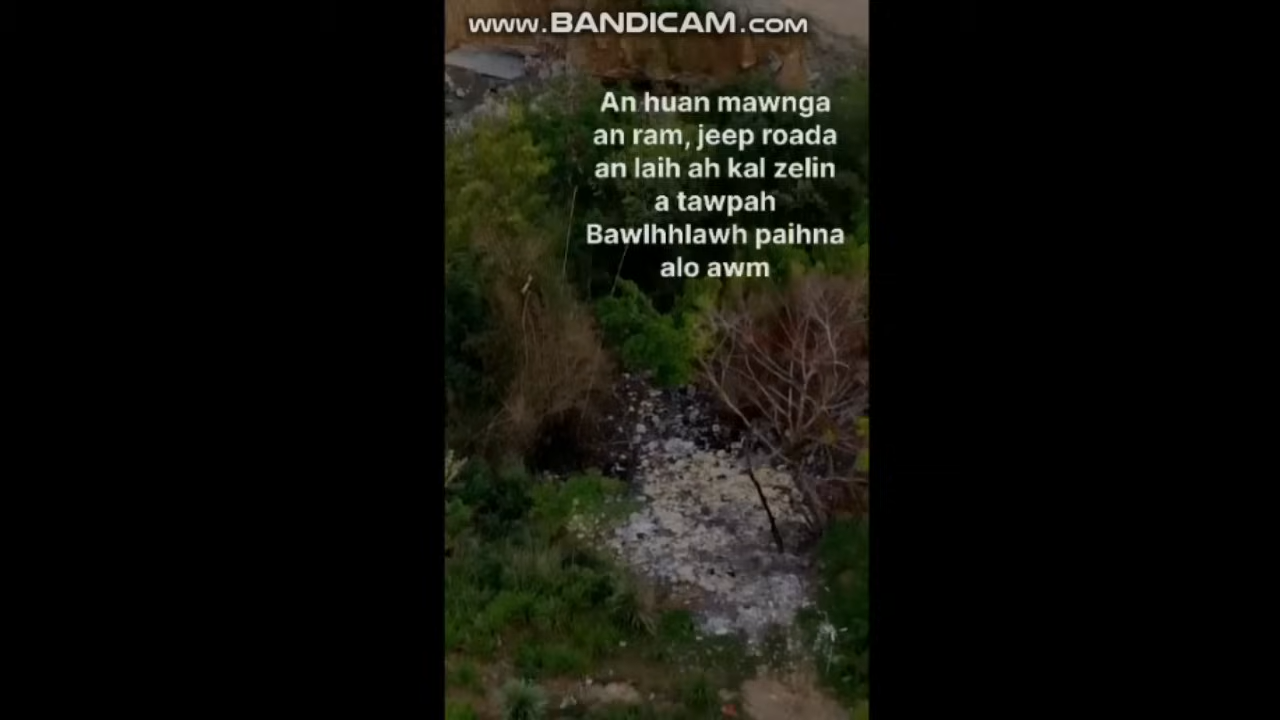 www.BANDICAM.com
An huan mawnga
an ram, jeep roada
an laih ah kal zelin
a tawpah
Bawlhhlawh paihna
alo awm